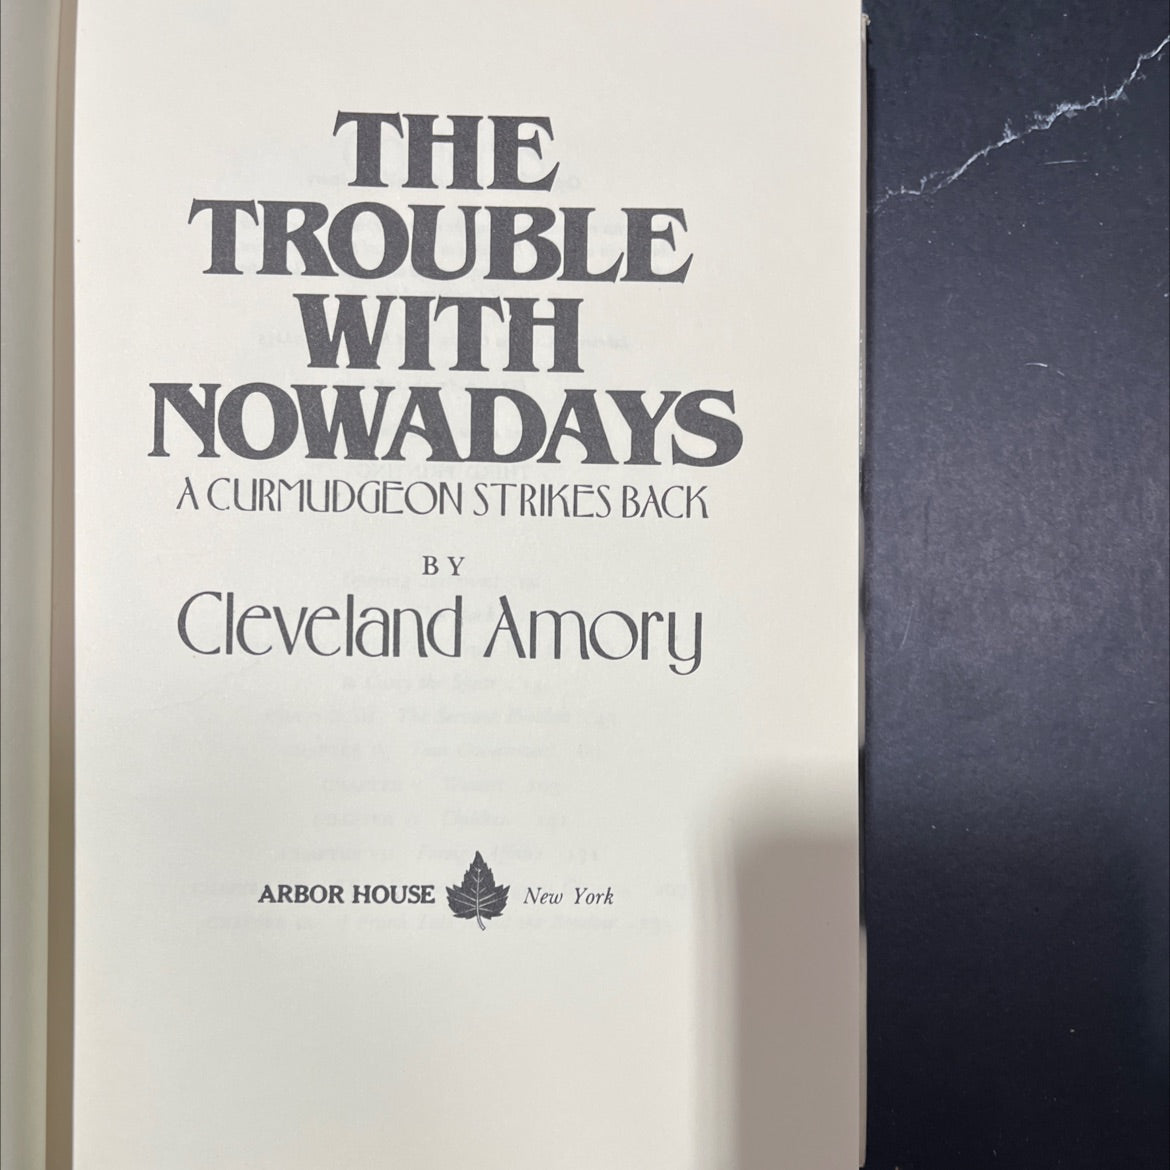 THE
TROUBLE
WITH
NOWADAYS
A CURMUDGEON STRIKES BACK
BY
Cleveland Amory
ARBOR HOUSE New York